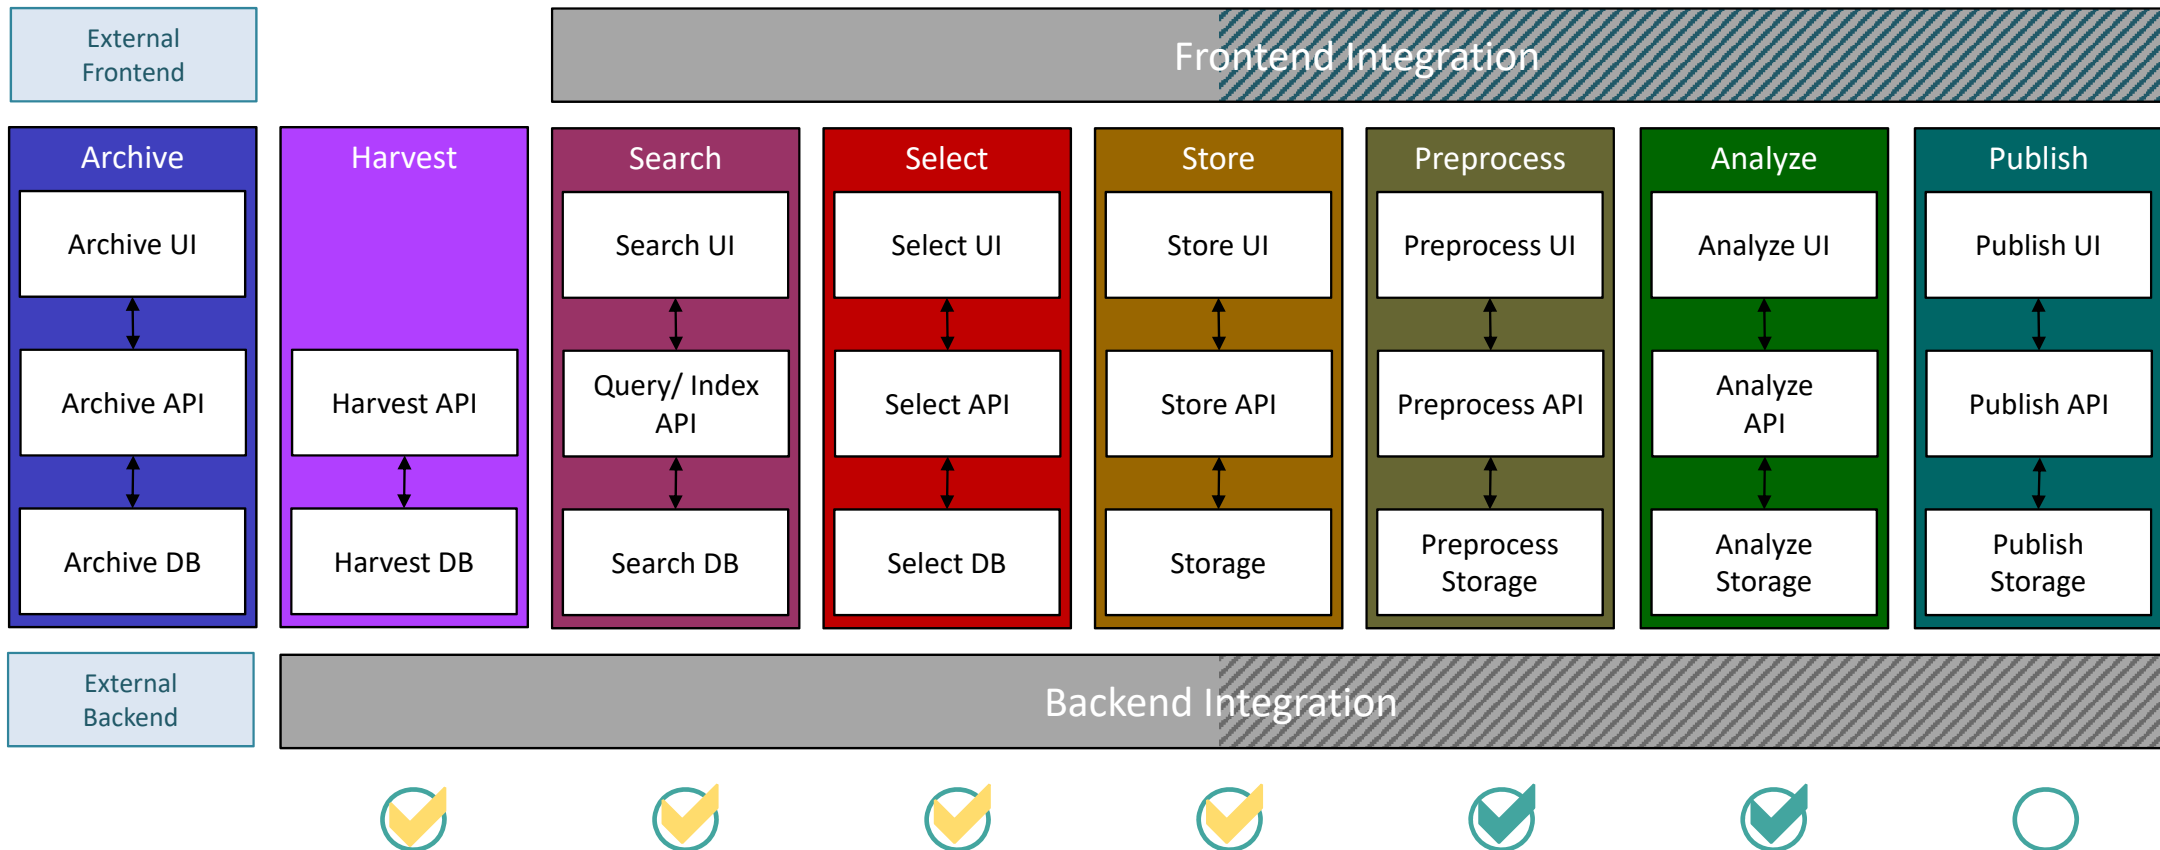 External
Frontend
Frontend Integration
Archive
Harvest
Search
Select
Store
Preprocess
Analyze
Publish
Archive UI
Search UI
Select UI
Store UI
Preprocess UI
Analyze UI
Publish UI
Archive API
Harvest API
Query/ Index
API
Select API
Store API
Preprocess API
Analyze
API
Publish API
Archive DB
Harvest DB
Search DB
Select DB
Storage
Preprocess
Storage
Analyze
Storage
Publish
Storage
External
Backend
Backend Integration